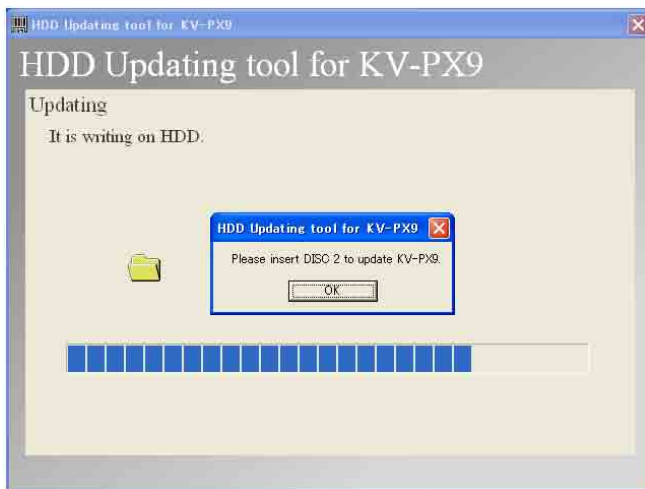 HDD Updating tool for KV-PX9
HDD Updating tool for KV-PX9
Updating
It is writing on HDD.
HDD Updating tool for KV-PX9
Please insert DISC 2 to update KV-PX9.
OK